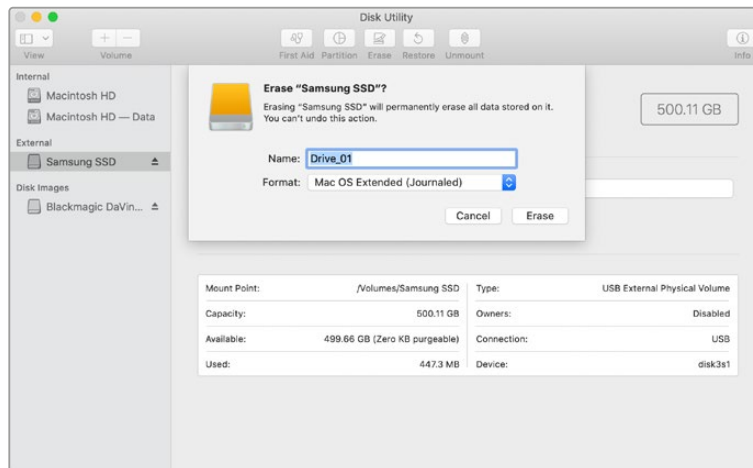 Disk Utility
View
Volume
First Aid Partition Erase Restore Unmount
Info
Internal
Macintosh HD
Macintosh HD — Data
External
Samsung SSD
Disk Images
Blackmagic DaVin...
Erase “Samsung SSD”?
Erasing “Samsung SSD” will permanently erase all data stored on it.
You can’t undo this action.
Name: Drive_01
Format: Mac OS Extended (Journaled)
Cancel Erase
500.11 GB
Mount Point: /Volumes/Samsung SSD
Capacity: 500.11 GB
Available: 499.66 GB (Zero KB purgeable)
Used: 447.3 MB
Type: USB External Physical Volume
Owners: Disabled
Connection: USB
Device: disk3s1